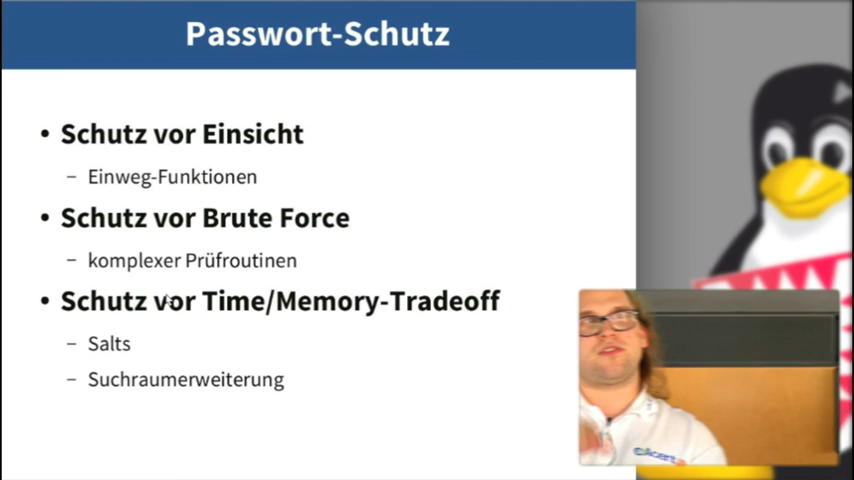 Passwort-Schutz
• Schutz vor Einsicht
– Einweg-Funktionen
• Schutz vor Brute Force
– komplexer Prüfroutinen
• Schutz vor Time/Memory-Tradeoff
– Salts
– Suchraumerweiterung